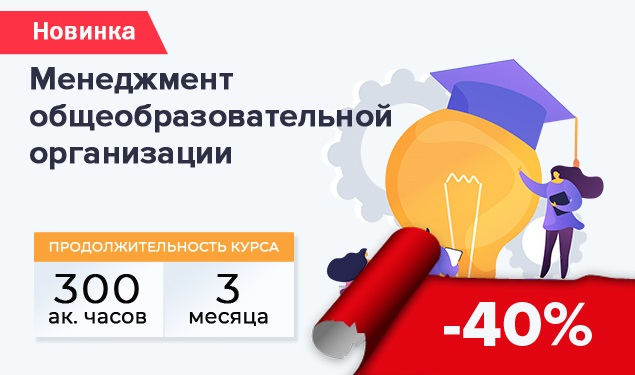 Новинка
Менеджмент
общеобразовательной
организации
ПРОДОЛЖИТЕЛЬНОСТЬ КУРСА
300 3
ак. часов месяца
-40%